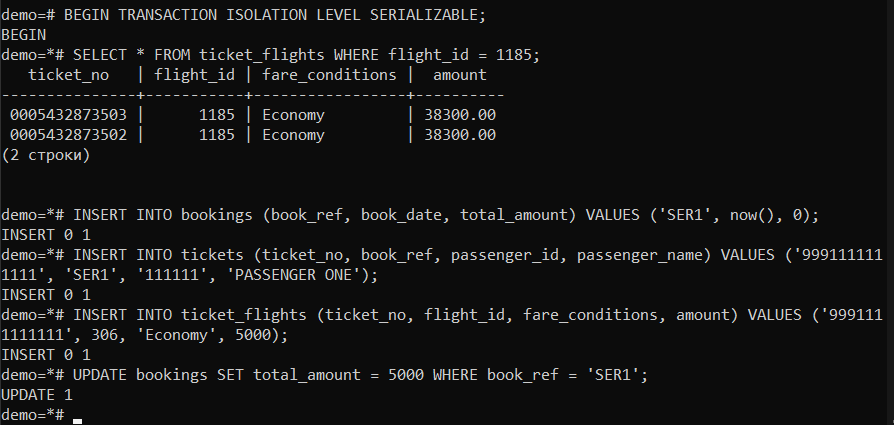 demo=# BEGIN TRANSACTION ISOLATION LEVEL SERIALIZABLE;
BEGIN
demo=*# SELECT * FROM ticket_flights WHERE flight_id = 1185;
   ticket_no   | flight_id | fare_conditions |  amount
---------------+-----------+-----------------+----------
 0005432873503 |      1185 | Economy         | 38300.00
 0005432873502 |      1185 | Economy         | 38300.00
(2 строки)
demo=*# INSERT INTO bookings (book_ref, book_date, total_amount) VALUES ('SER1', now(), 0);
INSERT 0 1
demo=*# INSERT INTO tickets (ticket_no, book_ref, passenger_id, passenger_name) VALUES ('999111111
1111', 'SER1', '111111', 'PASSENGER ONE');
INSERT 0 1
demo=*# INSERT INTO ticket_flights (ticket_no, flight_id, fare_conditions, amount) VALUES ('999111
1111111', 306, 'Economy', 5000);
INSERT 0 1
demo=*# UPDATE bookings SET total_amount = 5000 WHERE book_ref = 'SER1';
UPDATE 1
demo=*#